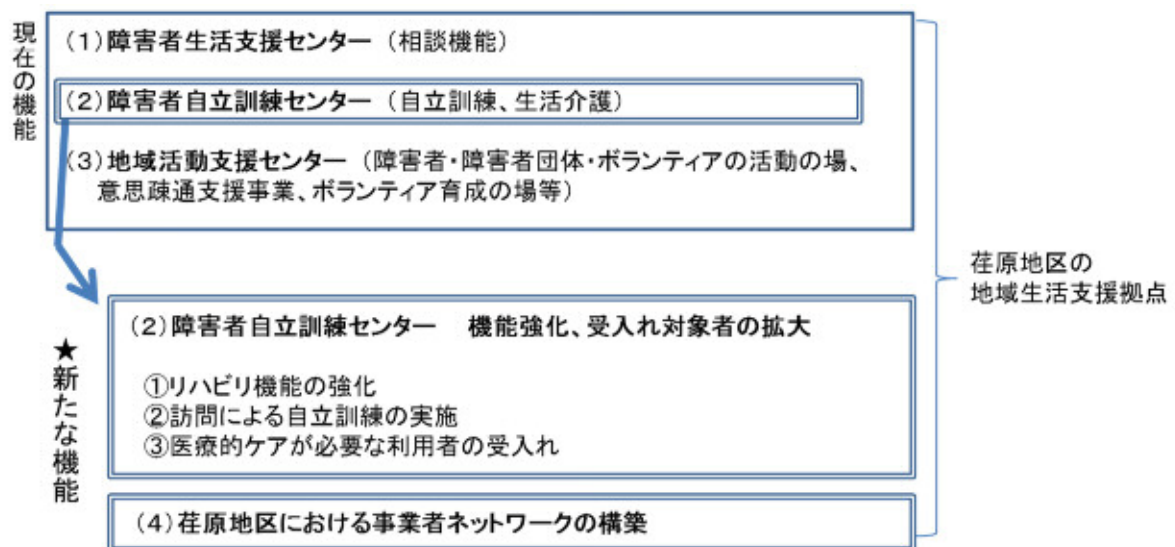 現在の機能
(1)障害者生活支援センター (相談機能)
(2)障害者自立訓練センター (自立訓練、生活介護)
(3)地域活動支援センター (障害者・障害者団体・ボランティアの活動の場、
意思疎通支援事業、ボランティア育成の場等)
荏原地区の
地域生活支援拠点
★新たな機能
(2)障害者自立訓練センター 機能強化、受入れ対象者の拡大
①リハビリ機能の強化
②訪問による自立訓練の実施
③医療的ケアが必要な利用者の受入れ
(4)荏原地区における事業者ネットワークの構築